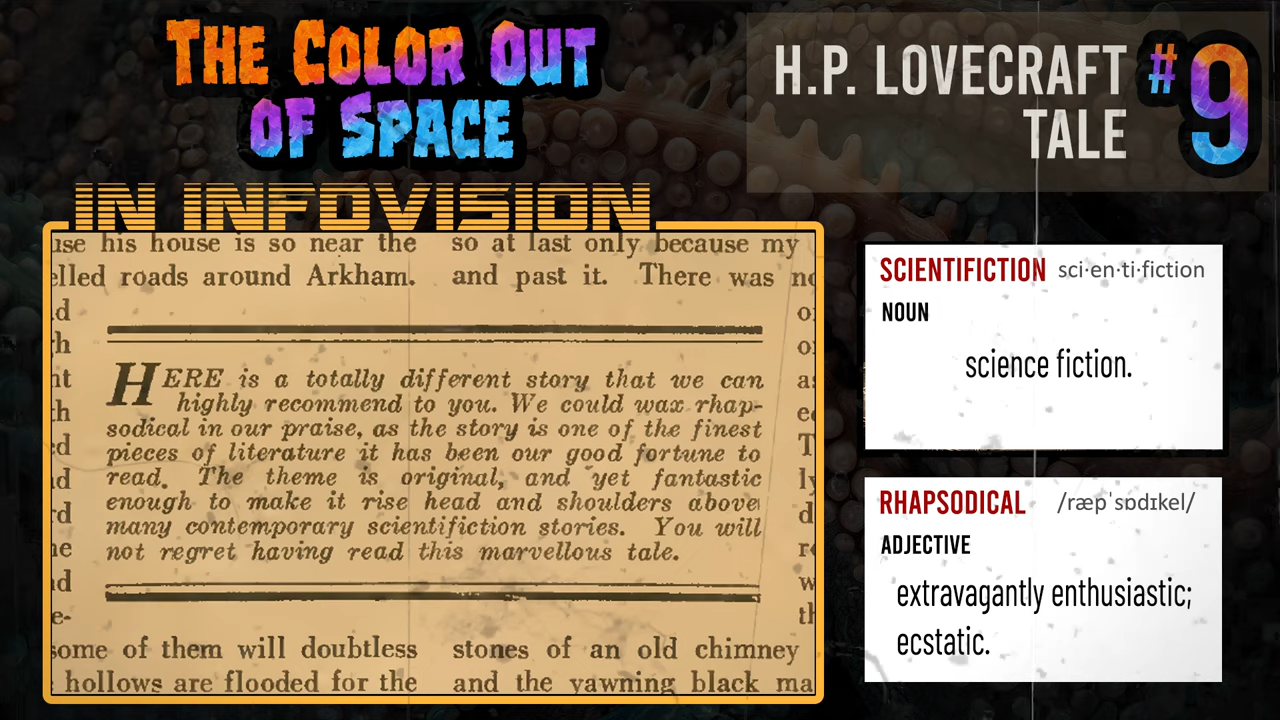 THE COLOR OUT
OF SPACE
H.P. LOVECRAFT #9
TALE
IN INFOVISION
his house is so near the
roads around Arkham.
so at last only because my
and past it. There was
HERE is a totally different story that we can
highly recommend to you. We could wax rhap-
sodical in our praise, as the story is one of the finest
pieces of literature it has been our good fortune to
read. The theme is original, and yet fantastic
enough to make it rise head and shoulders above
many contemporary scientifiction stories. You will
not regret having read this marvellous tale.
some of them will doubtless
hollows are flooded for the
stones of an old chimney
and the yawning black
SCIENTIFICTION sci·en·ti·fiction
NOUN
science fiction.
RHAPSODICAL /ræpˈsɒdɪkel/
ADJECTIVE
extravagantly enthusiastic;
ecstatic.